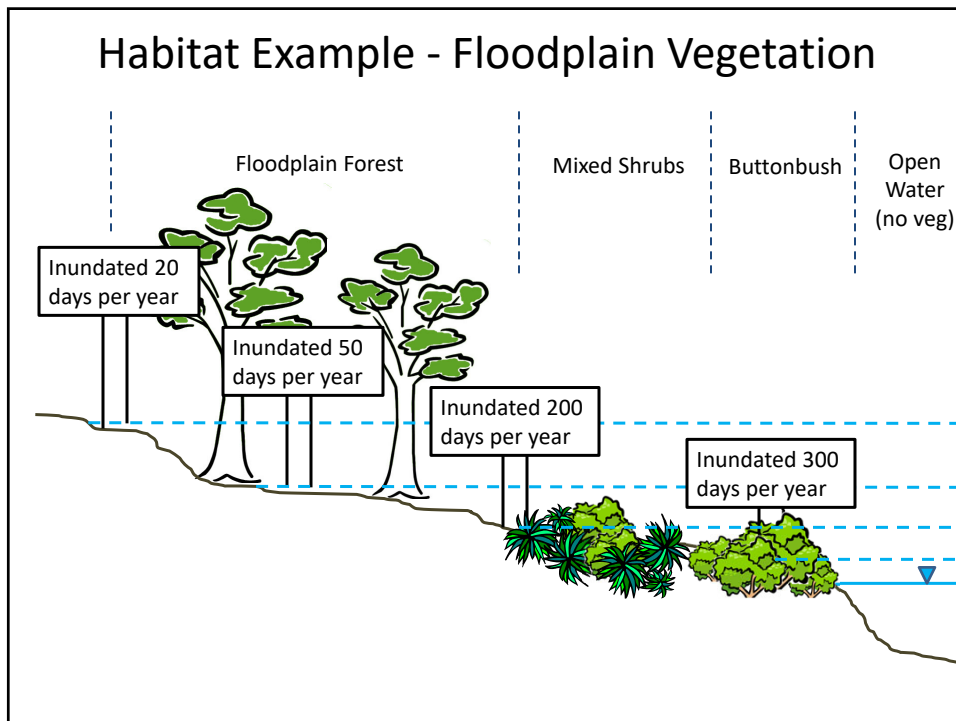 Habitat Example - Floodplain Vegetation
Floodplain Forest
Mixed Shrubs
Buttonbush
Open
Water
(no veg)
Inundated 20
days per year
Inundated 50
days per year
Inundated 200
days per year
Inundated 300
days per year